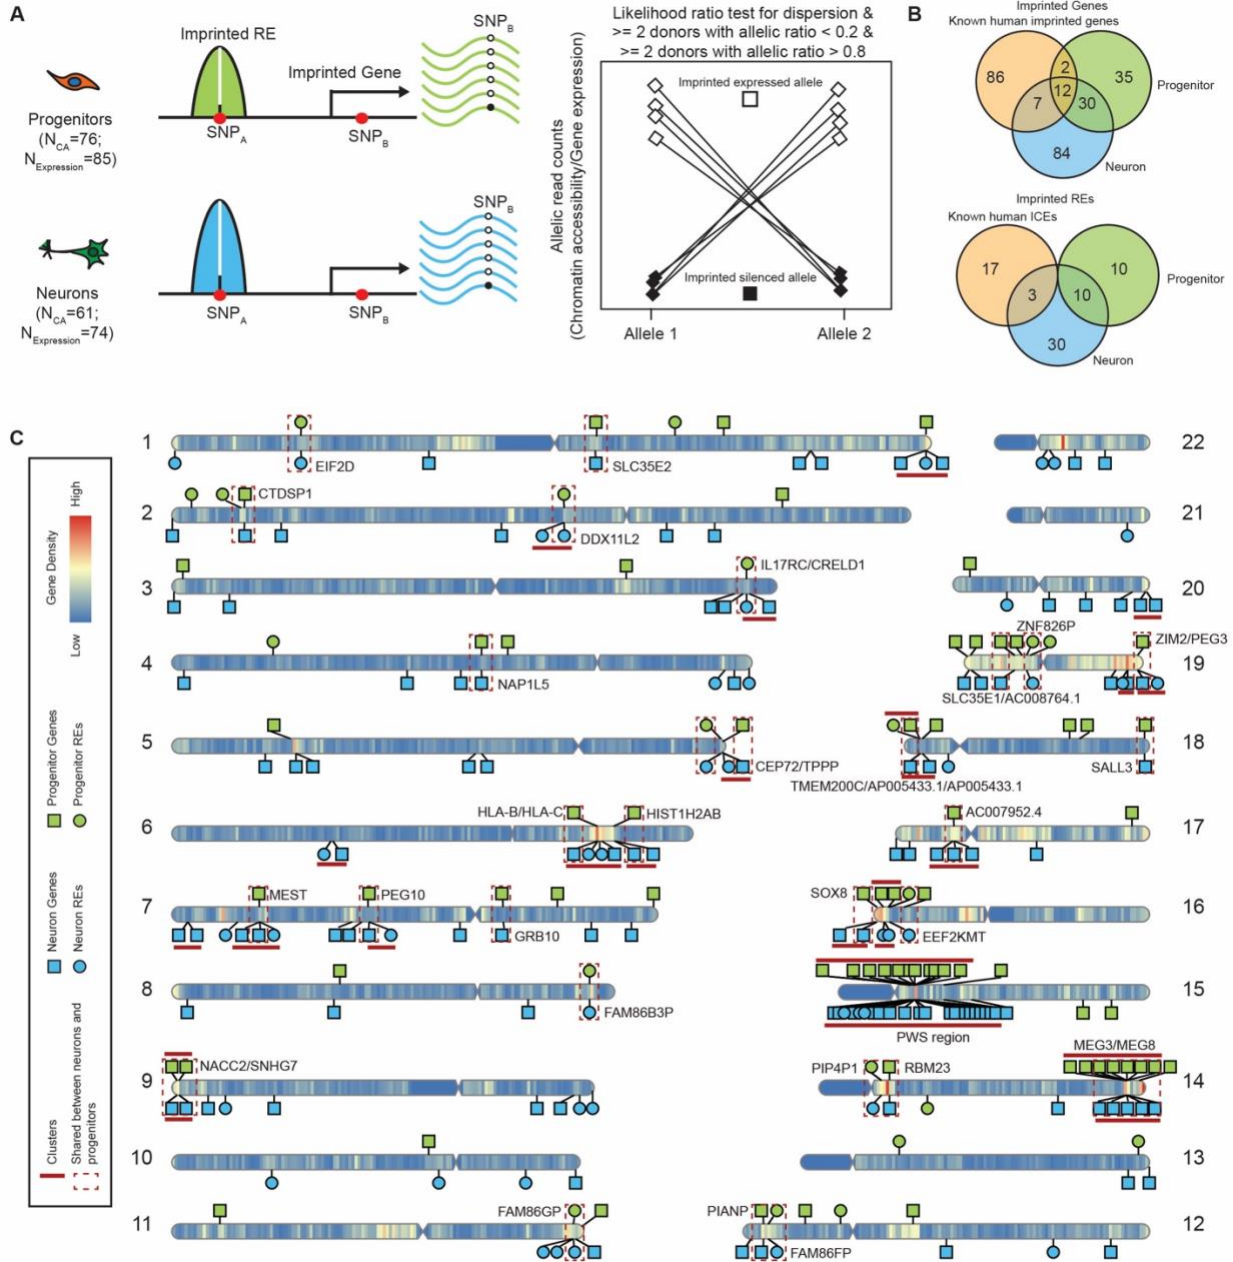 A
Imprinted RE
Imprinted Gene
SNPB
SNPA
SNPB
Progenitors
(NCA=76;
NExpression=85)
SNPB
SNPA
SNPB
Neurons
(NCA=61;
NExpression=74)
Likelihood ratio test for dispersion &
>= 2 donors with allelic ratio < 0.2 &
>= 2 donors with allelic ratio > 0.8
Allelic read counts
(Chromatin accessibility/Gene expression)
Imprinted expressed allele
Imprinted silenced allele
Allele 1
Allele 2
B
Imprinted Genes
Known human imprinted genes
86
2
35
12
7
30
84
Progenitor
Neuron
Imprinted REs
Known human ICEs
17
10
3
10
30
Progenitor
Neuron
C
Gene Density
High
Low
Progenitor Genes
Progenitor REs
Neuron Genes
Neuron REs
Clusters
Shared between neurons and
progenitors
1
EIF2D
SLC35E2
22
2
CTDSP1
DDX11L2
21
3
IL17RC/CRELD1
20
4
NAP1L5
ZNF826P
ZIM2/PEG3
19
SLC35E1/AC008764.1
5
CEP72/TPPP
18
SALL3
TMEM200C/AP005433.1/AP005433.1
6
HLA-B/HLA-C
HIST1H2AB
AC007952.4
17
7
MEST
PEG10
GRB10
SOX8
16
EEF2KMT
8
FAM86B3P
15
PWS region
9
NACC2/SNHG7
PIP4P1
RBM23
MEG3/MEG8
14
10
13
11
FAM86GP
PIANP
12
FAM86FP